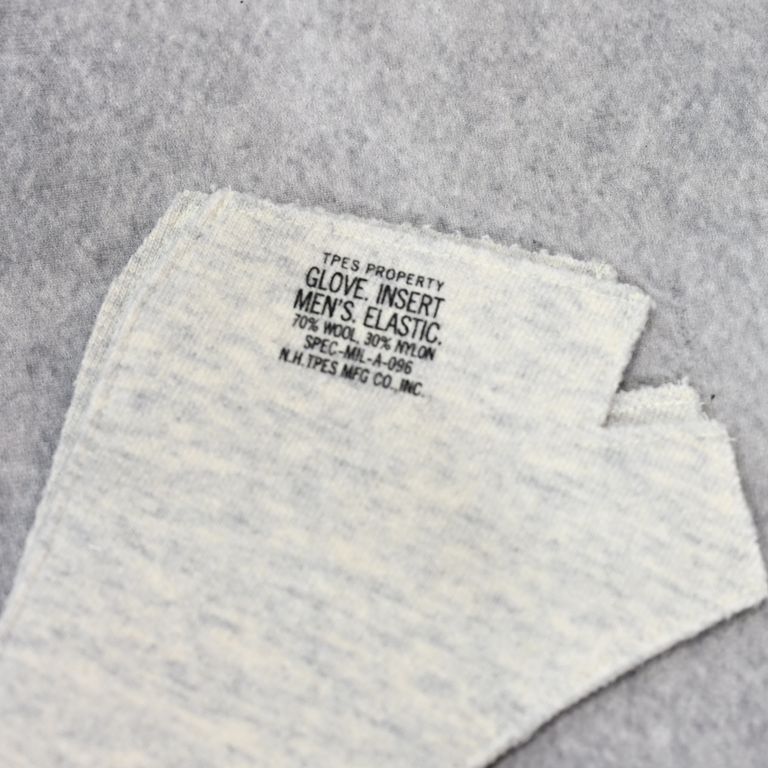 TPES PROPERTY
GLOVE. INSERT
MEN'S. ELASTIC.
70% WOOL, 30% NYLON
SPEC-MIL-A-096
N.H.TPES MFG CO.,INC.